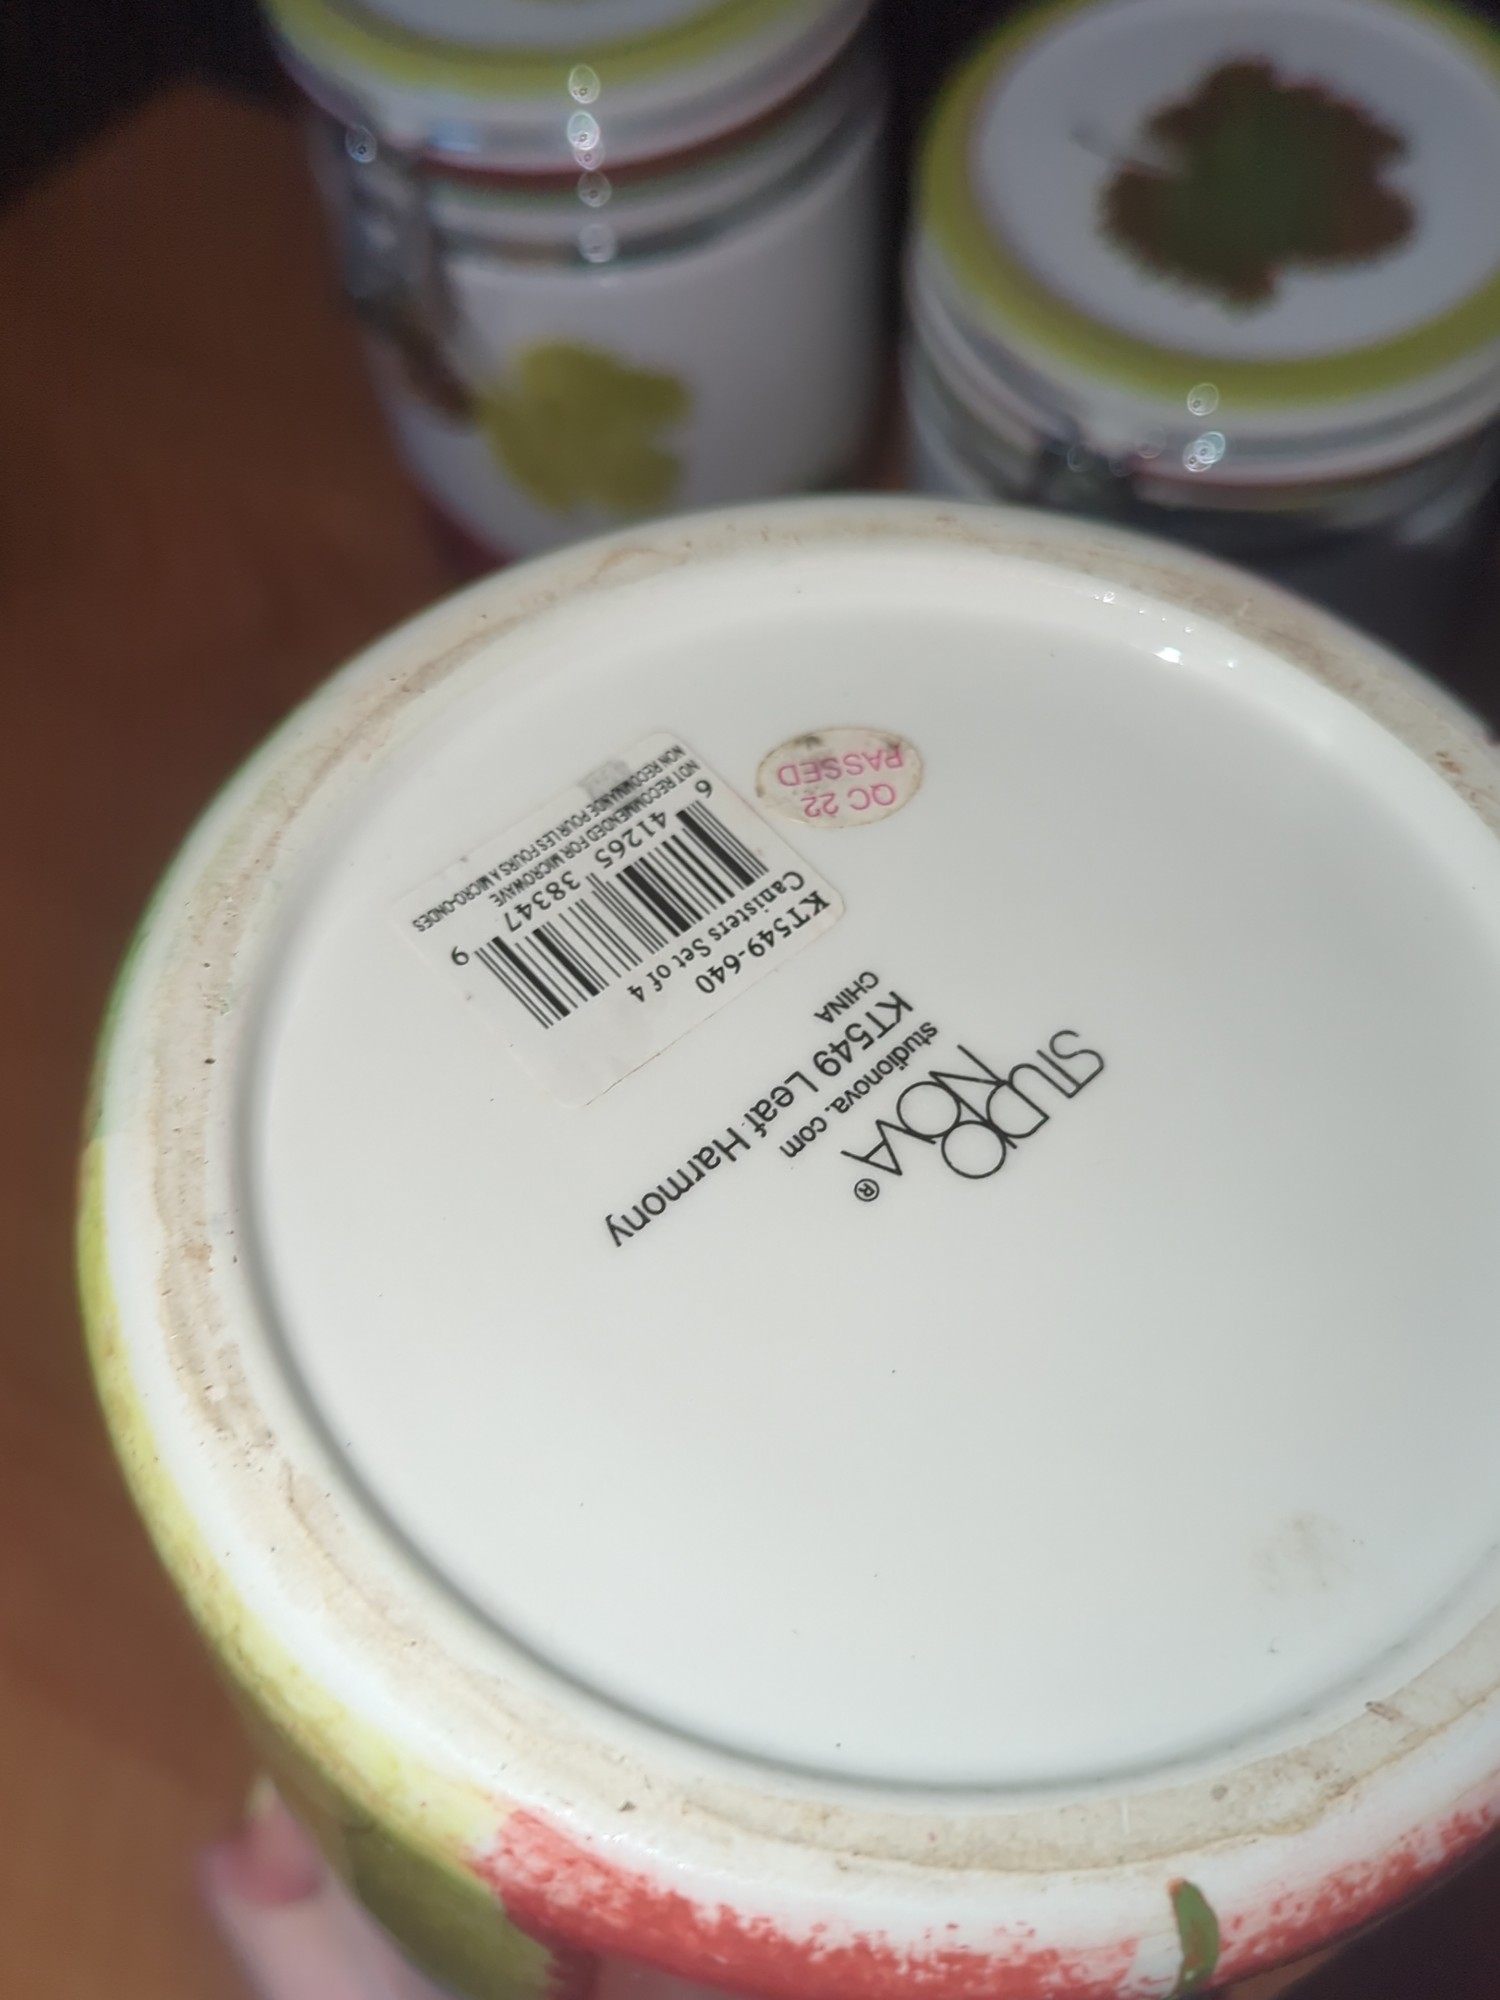 STUDIO
NOVA®
studionova.com
KT549 Leaf Harmony
CHINA
KT549-640
Canisters Set of 4
6 41265 38347 9
NOT RECOMMENDED FOR MICROWAVE
NON RECOMMANDE POUR LES FOURS A MICRO-ONDES
QC 22
PASSED